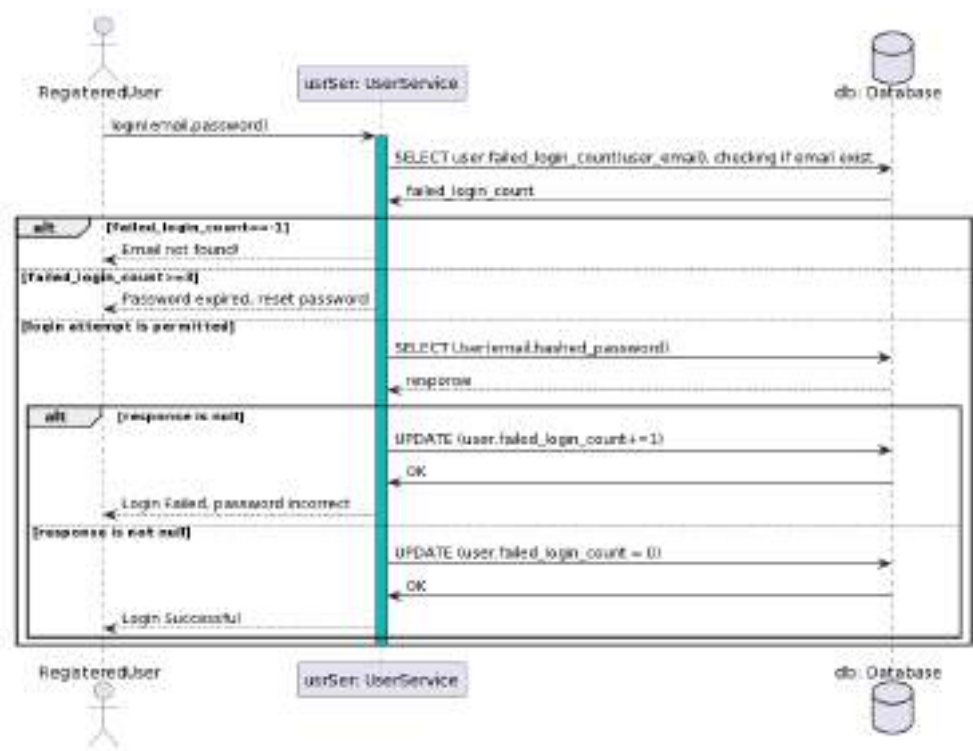 RegisteredUser
usrSer: UserService
db: Database
login(email,password)
SELECT user.failed_login_count(user_email), checking if email exist
failed_login_count
alt [failed_login_count==-1]
Email not found!
[failed_login_count>=3]
Password expired, reset password
[login attempt is permitted]
SELECT User(email,hashed_password)
response
alt [response is null]
UPDATE (user.failed_login_count+=1)
OK
Login Failed, password incorrect
[response is not null]
UPDATE (user.failed_login_count = 0)
OK
Login Successful
RegisteredUser
usrSer: UserService
db: Database